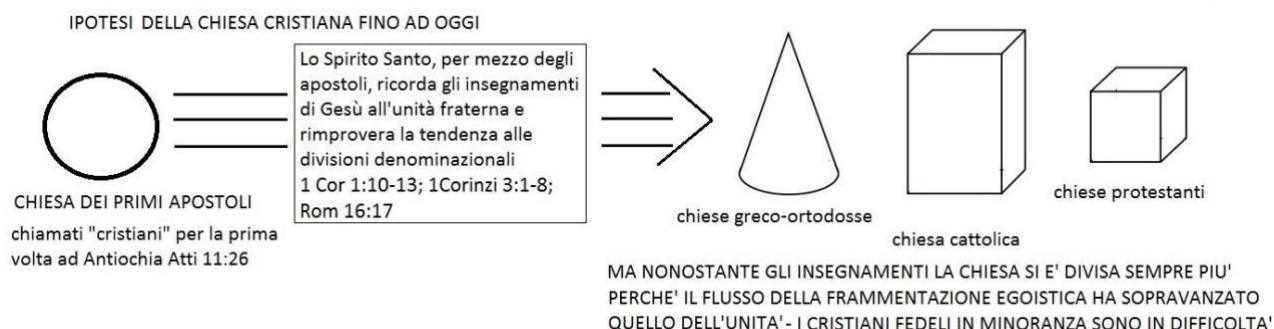 IPOTESI DELLA CHIESA CRISTIANA FINO AD OGGI
Lo Spirito Santo, per mezzo degli
apostoli, ricorda gli insegnamenti
di Gesù all'unità fraterna e
rimprovera la tendenza alle
divisioni denominazionali
1 Cor 1:10-13; 1Corinzi 3:1-8;
Rom 16:17
CHIESA DEI PRIMI APOSTOLI
chiamati "cristiani" per la prima
volta ad Antiochia Atti 11:26
chiese greco-ortodosse
chiesa cattolica
chiese protestanti
MA NONOSTANTE GLI INSEGNAMENTI LA CHIESA SI E' DIVISA SEMPRE PIU'
PERCHE' IL FLUSSO DELLA FRAMMENTAZIONE EGOISTICA HA SOPRAVANZATO
QUELLO DELL'UNITA' - I CRISTIANI FEDELI IN MINORANZA SONO IN DIFFICOLTA'